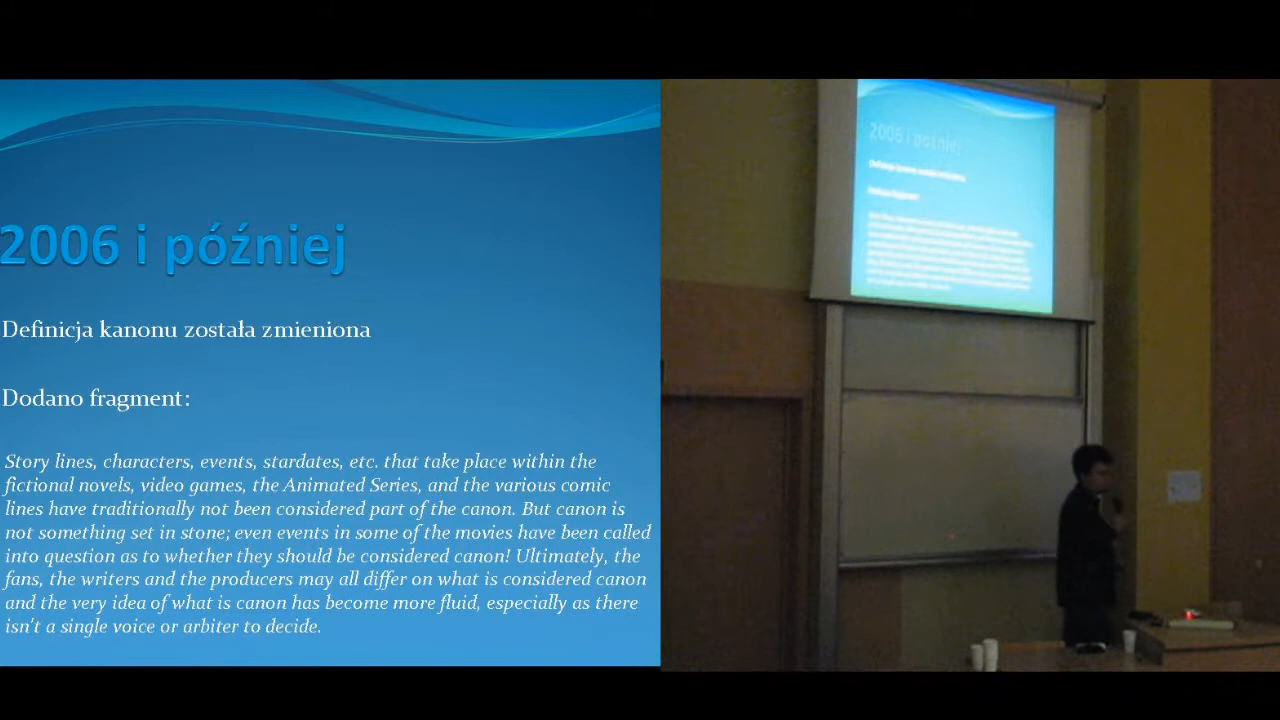 2006 i później
Definicja kanonu została zmieniona
Dodano fragment:
Story lines, characters, events, stardates, etc. that take place within the
fictional novels, video games, the Animated Series, and the various comic
lines have traditionally not been considered part of the canon. But canon is
not something set in stone; even events in some of the movies have been called
into question as to whether they should be considered canon! Ultimately, the
fans, the writers and the producers may all differ on what is considered canon
and the very idea of what is canon has become more fluid, especially as there
isn't a single voice or arbiter to decide.
2006 i później